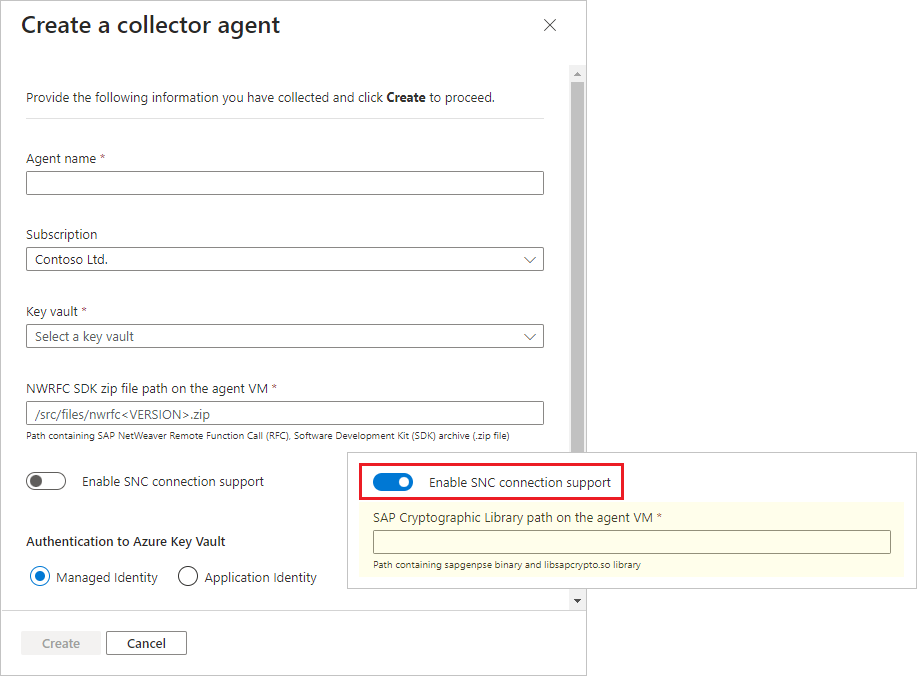 Create a collector agent
Provide the following information you have collected and click Create to proceed.
Agent name *
Subscription
Contoso Ltd.
Key vault *
Select a key vault
NWRFC SDK zip file path on the agent VM *
/src/files/nwrfc<VERSION>.zip
Path containing SAP NetWeaver Remote Function Call (RFC), Software Development Kit (SDK) archive (.zip file)
Enable SNC connection support
Enable SNC connection support
SAP Cryptographic Library path on the agent VM *
Path containing sapgenpse binary and libsapcrypto.so library
Authentication to Azure Key Vault
Managed Identity Application Identity
Create Cancel